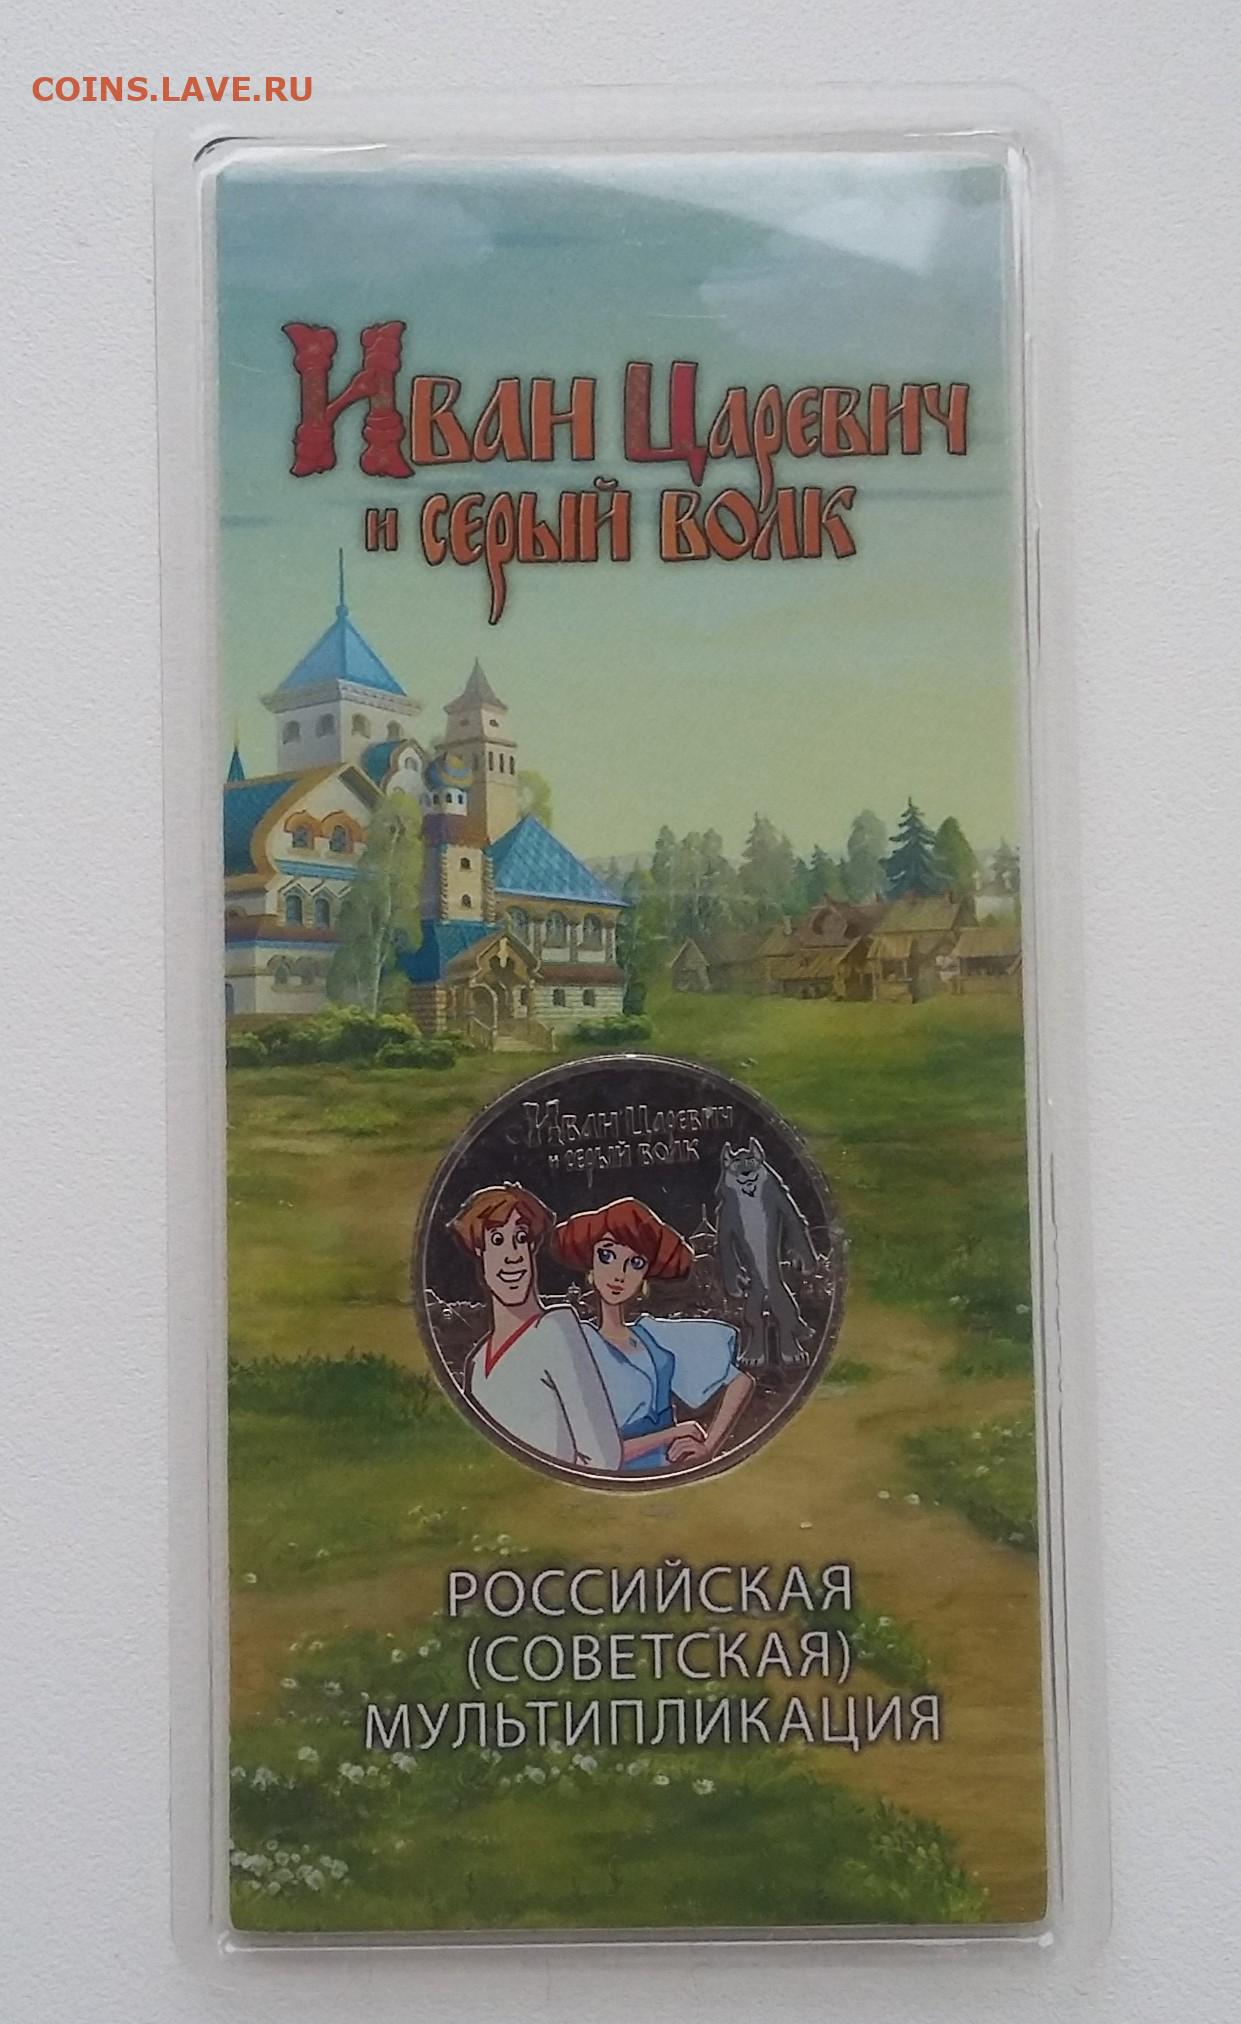 COINS.LAVE.RU
Иван Царевич
и серый волк
Иван Царевич
и серый волк
РОССИЙСКАЯ
(СОВЕТСКАЯ)
МУЛЬТИПЛИКАЦИЯ